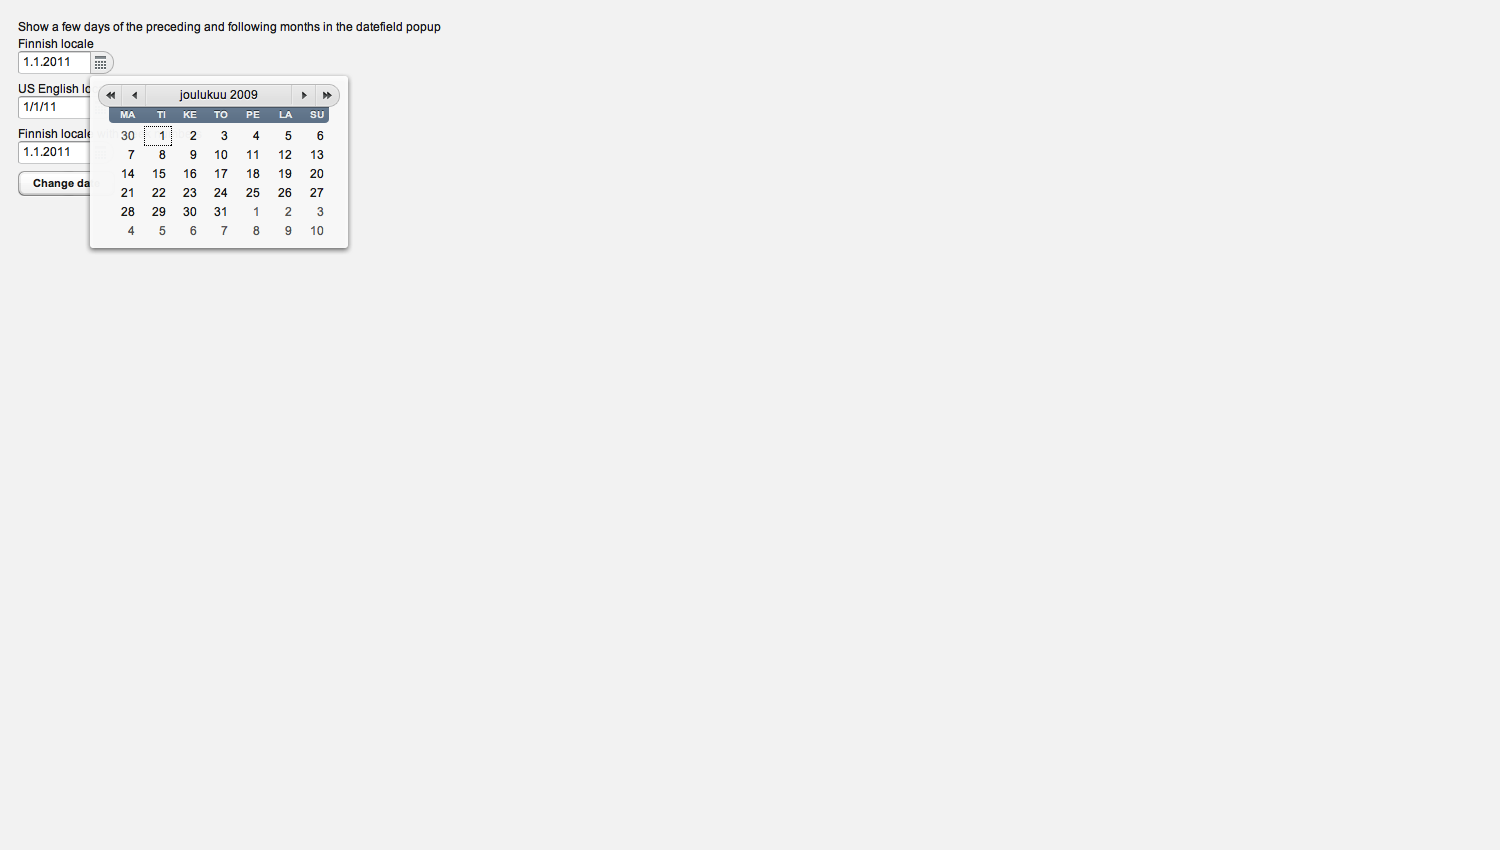 Show a few days of the preceding and following months in the datefield popup
Finnish locale
1.1.2011
joulukuu 2009
MA TI KE TO PE LA SU
30 1 2 3 4 5 6
7 8 9 10 11 12 13
14 15 16 17 18 19 20
21 22 23 24 25 26 27
28 29 30 31 1 2 3
4 5 6 7 8 9 10
US English lo
1/1/11
Finnish locale
1.1.2011
Change da